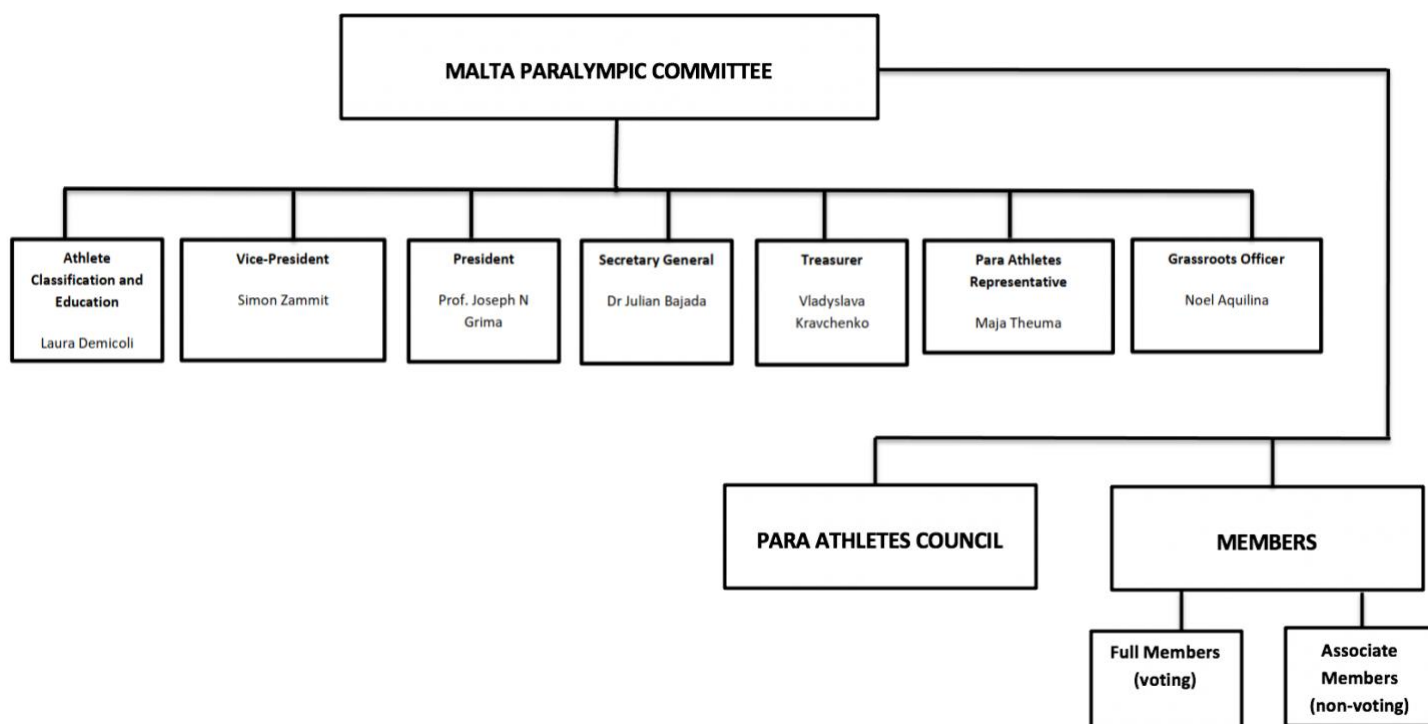 MALTA PARALYMPIC COMMITTEE
Athlete
Classification and
Education
Laura Demicoli
Vice-President
Simon Zammit
President
Prof. Joseph N
Grima
Secretary General
Dr Julian Bajada
Treasurer
Vladyslava
Kravchenko
Para Athletes
Representative
Maja Theuma
Grassroots Officer
Noel Aquilina
PARA ATHLETES COUNCIL
MEMBERS
Full Members
(voting)
Associate
Members
(non-voting)